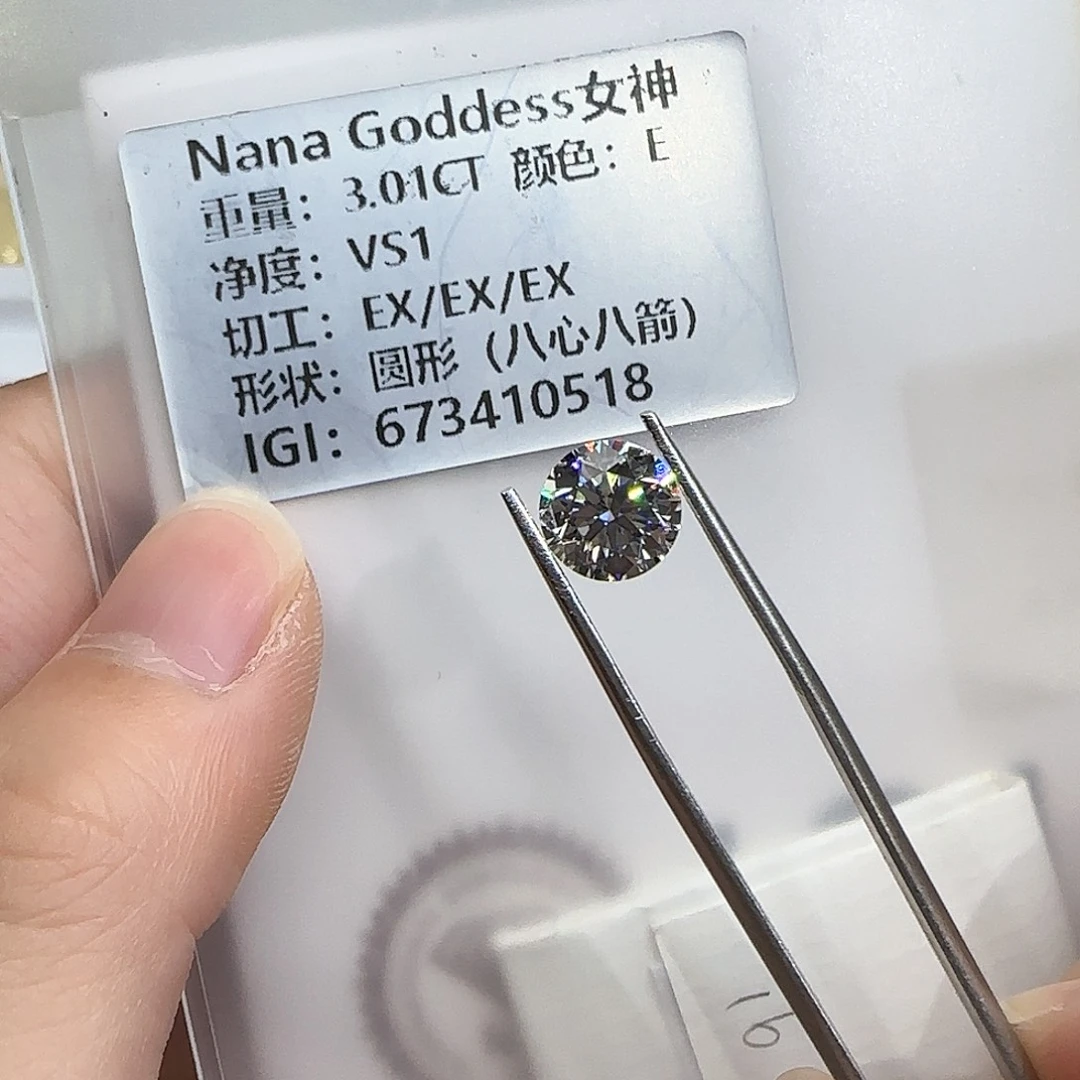 Nana Goddess女神
重量：3.01CT 颜色：E
净度：VS1
切工：EX/EX/EX
形状：圆形（八心八箭）
IGI：673410518
16